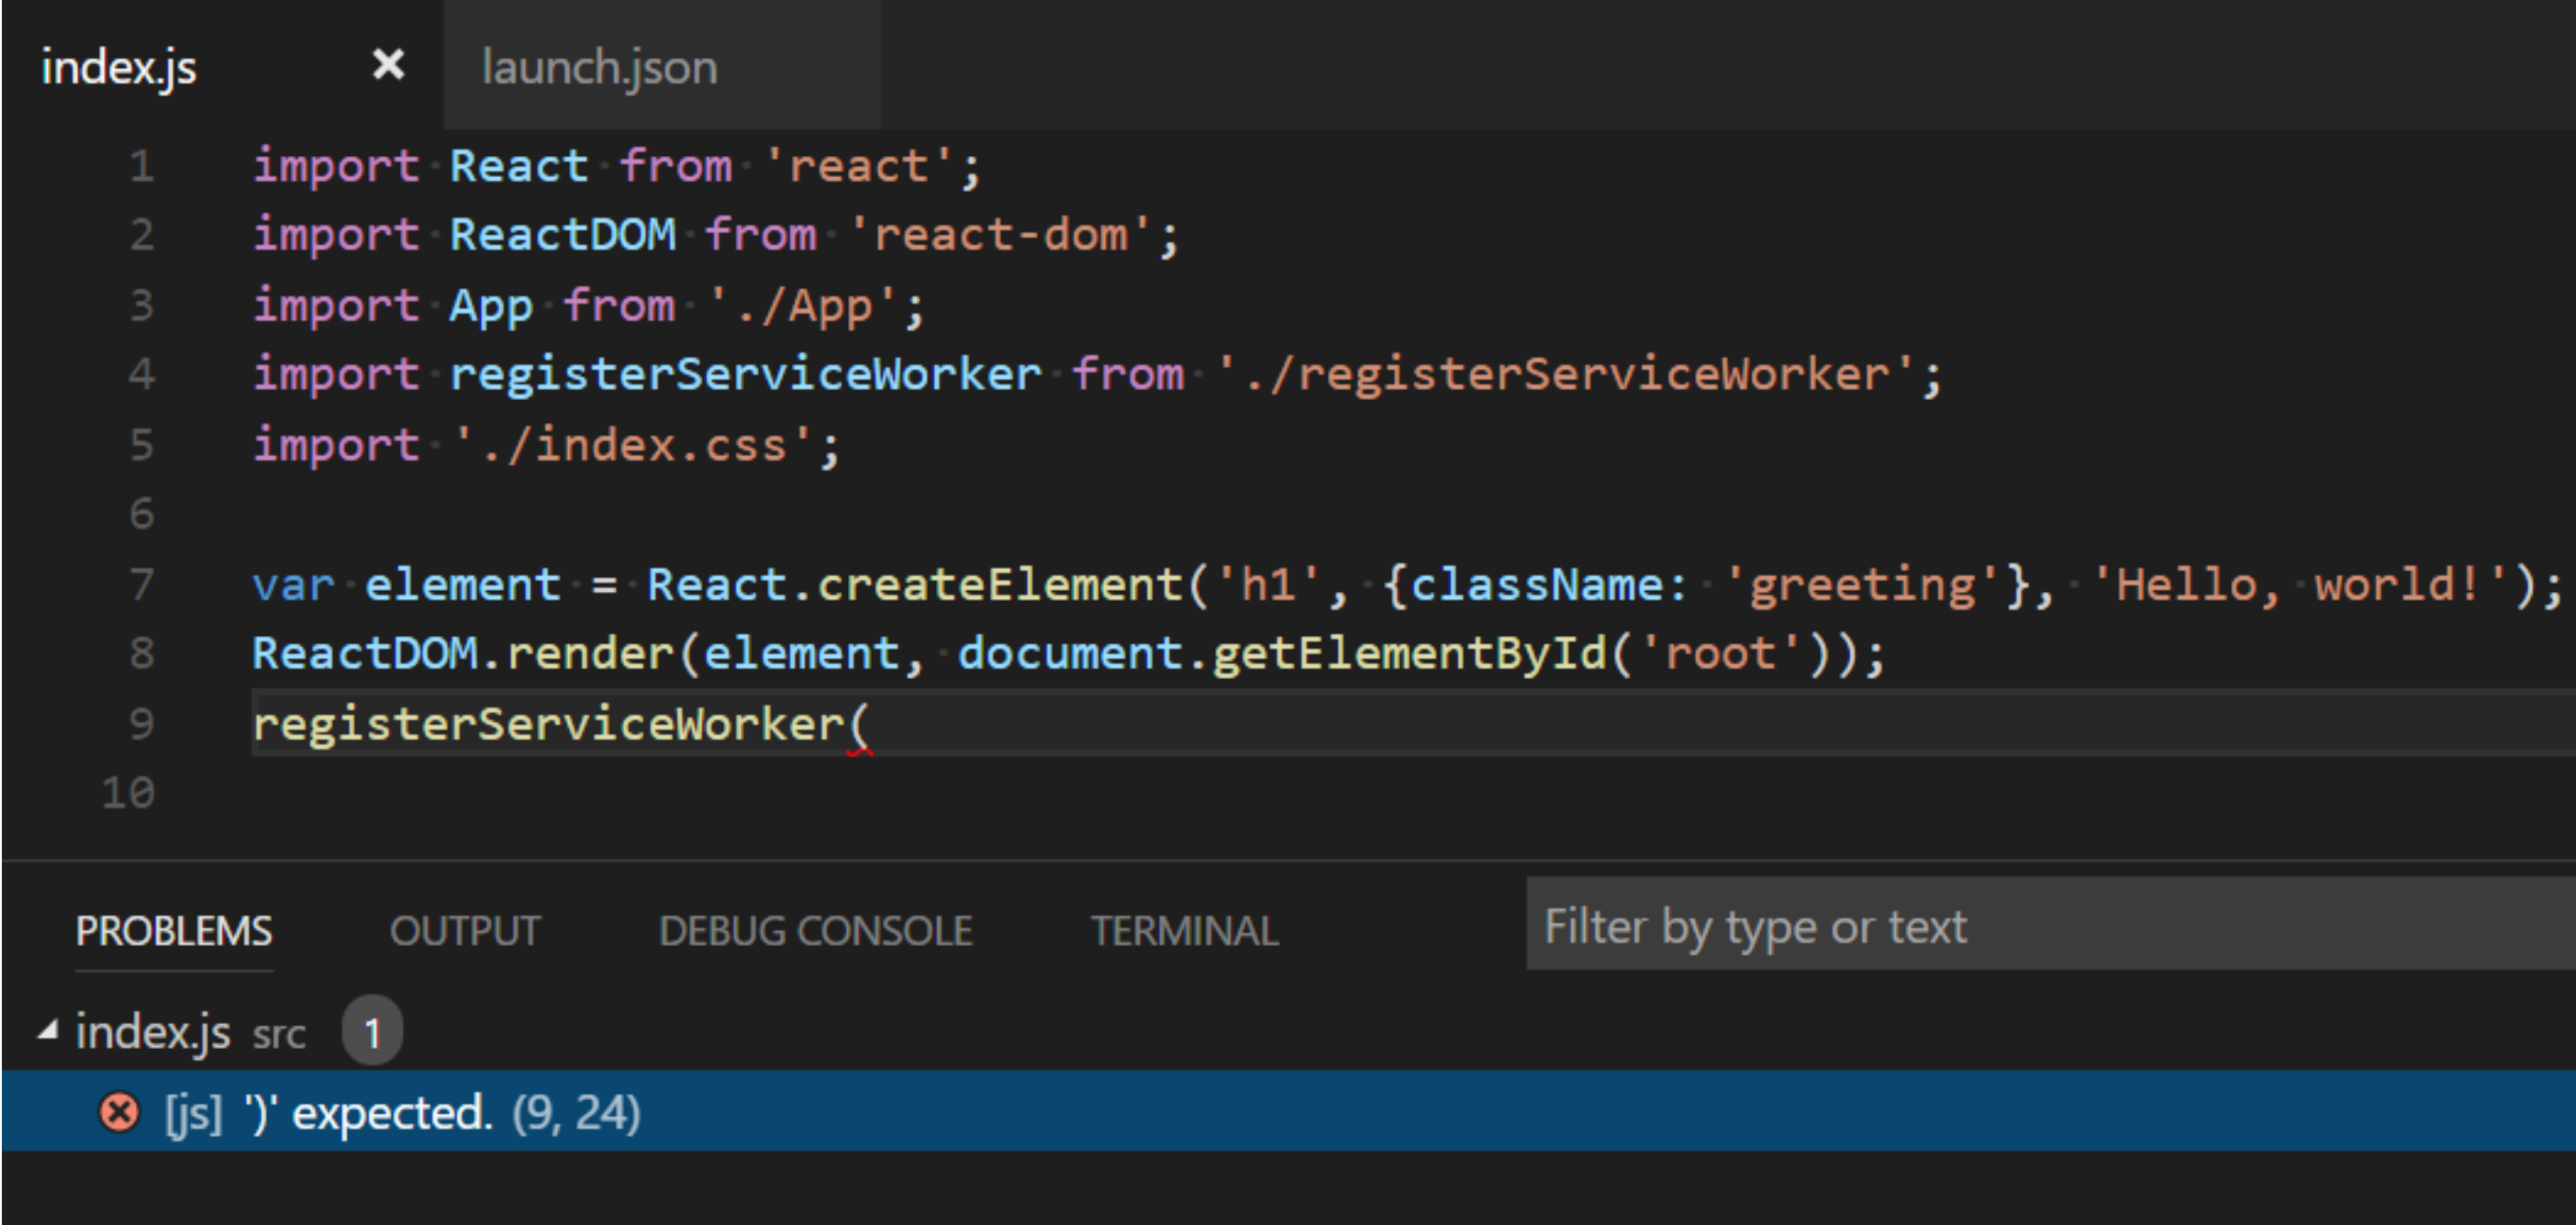 index.js ✖ launch.json
1 import React from 'react';
2 import ReactDOM from 'react-dom';
3 import App from './App';
4 import registerServiceWorker from './registerServiceWorker';
5 import './index.css';
6
7 var element = React.createElement('h1', {className: 'greeting'}, 'Hello, world!');
8 ReactDOM.render(element, document.getElementById('root'));
9 registerServiceWorker(
10
PROBLEMS OUTPUT DEBUG CONSOLE TERMINAL Filter by type or text
index.js src 1
[js] ')' expected. (9, 24)